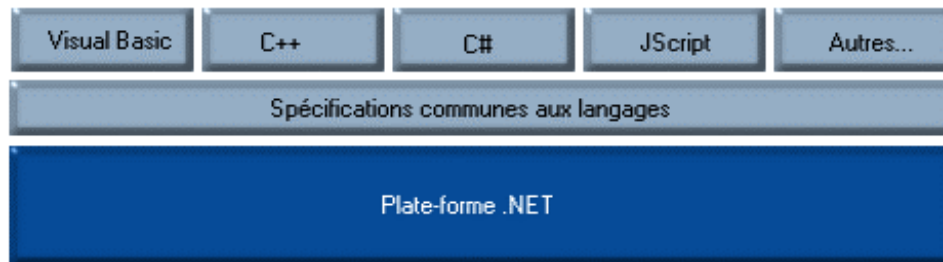 Visual Basic
C++
C#
JScript
Autres...
Spécifications communes aux langages
Plate-forme .NET